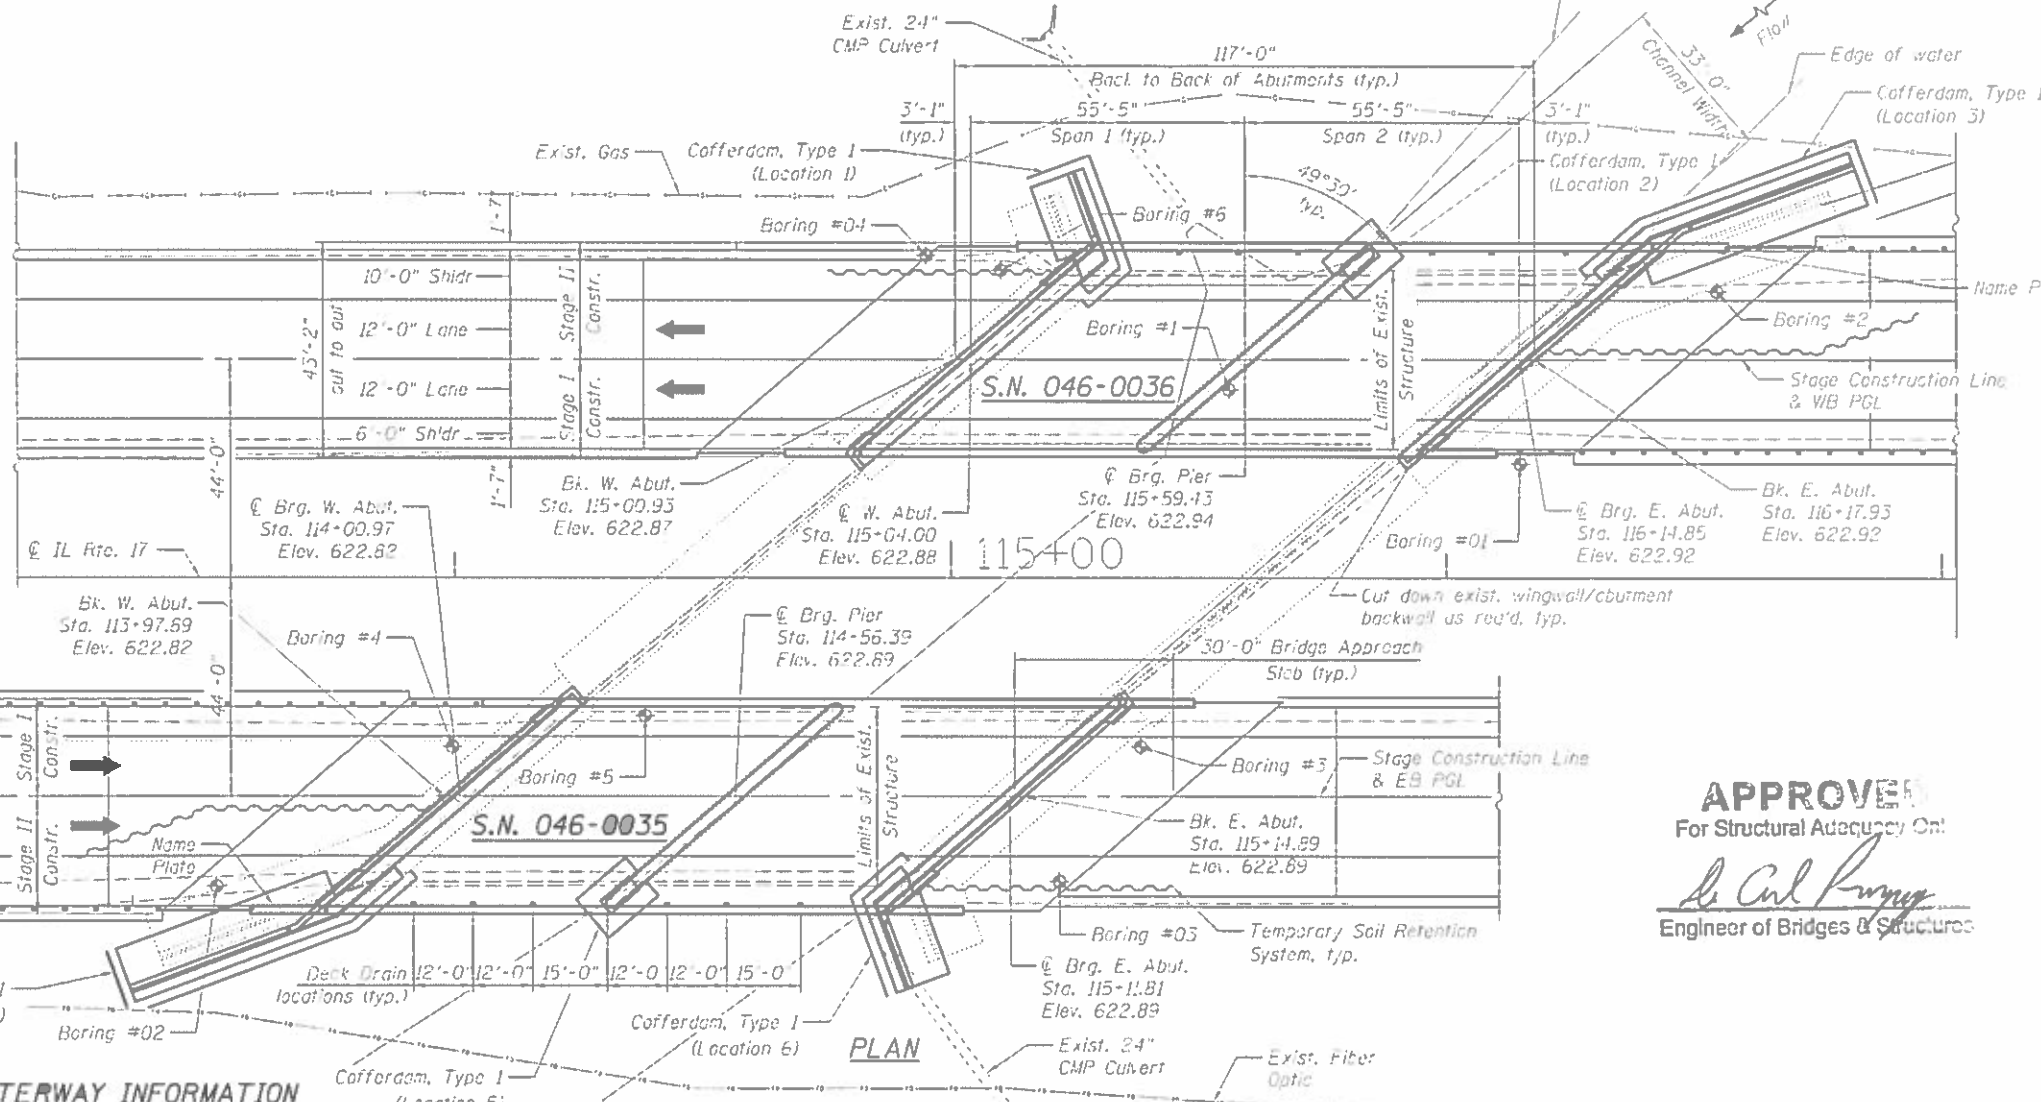 Exist. 24"
CMP Culvert
117'-0"
Back to Back of Abutments (typ.)
3'-1"
(typ.)
55'-5"
Span 1 (typ.)
55'-5"
Span 2 (typ.)
3'-1"
(typ.)
Flow
33'-0"
Channel Width
Edge of water
Cofferdam, Type 1
(Location 3)
Exist. Gas
Cofferdam, Type 1
(Location 1)
Cofferdam, Type 1
(Location 2)
49°30'
typ.
1'-7"
Boring #04
Boring #6
10'-0" Shldr
12'-0" Lane
12'-0" Lane
6'-0" Shldr
43'-2"
out to out
Stage II
Constr.
Stage I
Constr.
Boring #1
S.N. 046-0036
Limits of Exist.
Structure
Boring #2
Name P
Stage Construction Line
& WB PGL
44'-0"
1'-7"
℄ Brg. W. Abut.
Sta. 114+00.97
Elev. 622.82
Bk. W. Abut.
Sta. 115+00.93
Elev. 622.87
℄ W. Abut.
Sta. 115+04.00
Elev. 622.88
℄ Brg. Pier
Sta. 115+59.43
Elev. 622.94
Boring #01
℄ Brg. E. Abut.
Sta. 116+14.85
Elev. 622.92
Bk. E. Abut.
Sta. 116+17.93
Elev. 622.92
℄ IL Rte. 17
115+00
Cut down exist. wingwall/abutment
backwall as req'd, typ.
Bk. W. Abut.
Sta. 113+97.89
Elev. 622.82
Boring #4
℄ Brg. Pier
Sta. 114+56.39
Elev. 622.89
30'-0" Bridge Approach
Slab (typ.)
44'-0"
Stage I
Constr.
Stage II
Constr.
Boring #5
Limits of Exist.
Structure
Boring #3
Stage Construction Line
& EB PGL
S.N. 046-0035
Name
Plate
Bk. E. Abut.
Sta. 115+14.89
Elev. 622.89
APPROVED
For Structural Adequacy Only
Engineer of Bridges & Structures
Deck Drain
locations (typ.)
12'-0" 12'-0" 15'-0" 12'-0 12'-0" 15'-0
Boring #03
Temporary Soil Retention
System, typ.
℄ Brg. E. Abut.
Sta. 115+11.81
Elev. 622.89
Boring #02
Cofferdam, Type 1
(Location 6)
PLAN
Exist. 24"
CMP Culvert
Exist. Fiber
Optic
Cofferdam, Type 1
TERWAY INFORMATION